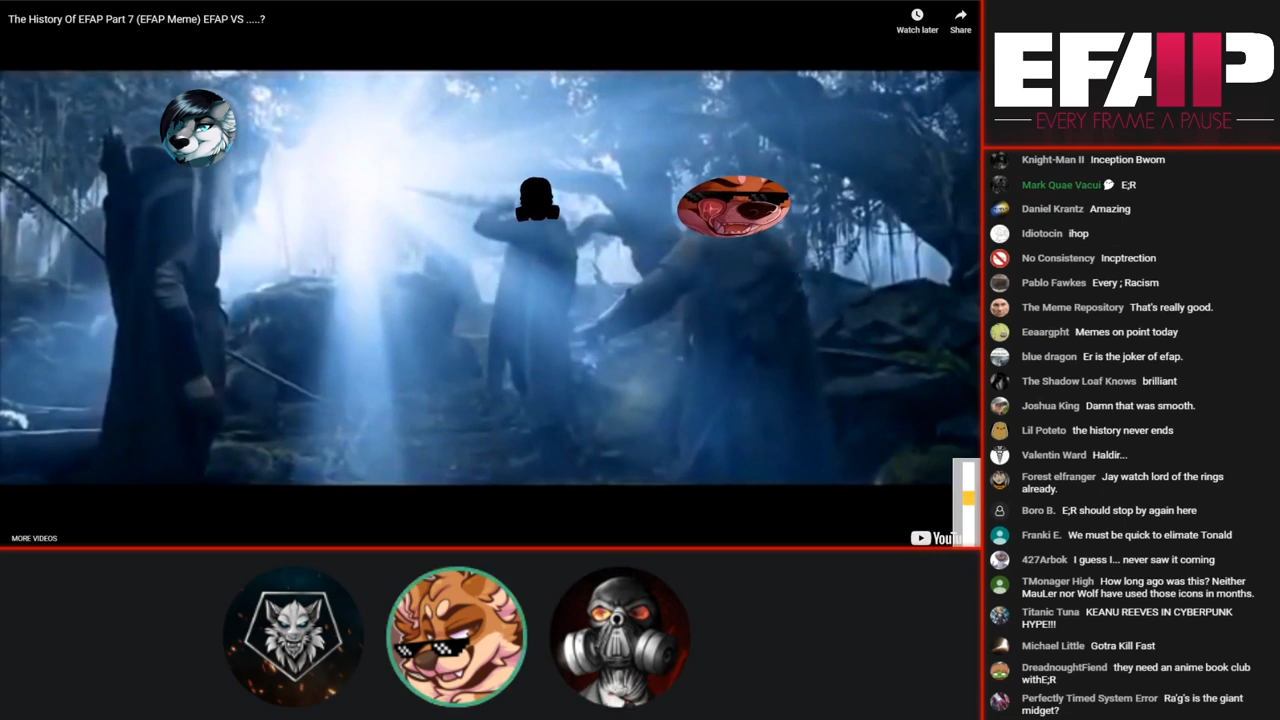 The History Of EFAP Part 7 (EFAP Meme) EFAP VS .....?
Watch later
Share
MORE VIDEOS
YouTu
EFAP
EVERY FRAME A PAUSE
Knight-Man II Inception Bwom
Mark Quae Vacui E;R
Daniel Krantz Amazing
Idiotocin ihop
No Consistency Incptrection
Pablo Fawkes Every ; Racism
The Meme Repository That's really good.
Eeaargpht Memes on point today
blue dragon Er is the joker of efap.
The Shadow Loaf Knows brilliant
Joshua King Damn that was smooth.
Lil Poteto the history never ends
Valentin Ward Haldir...
Forest elfranger Jay watch lord of the rings
already.
Boro B. E;R should stop by again here
Franki E. We must be quick to elimate Tonald
427Arbok I guess I... never saw it coming
TManager High How long ago was this? Neither
MauLer nor Wolf have used those icons in months.
Titanic Tuna KEANU REEVES IN CYBERPUNK
HYPE!!!
Michael Little Gotra Kill Fast
DreadnoughtFiend they need an anime book club
withE;R
Perfectly Timed System Error Ra'g's is the giant
midget?